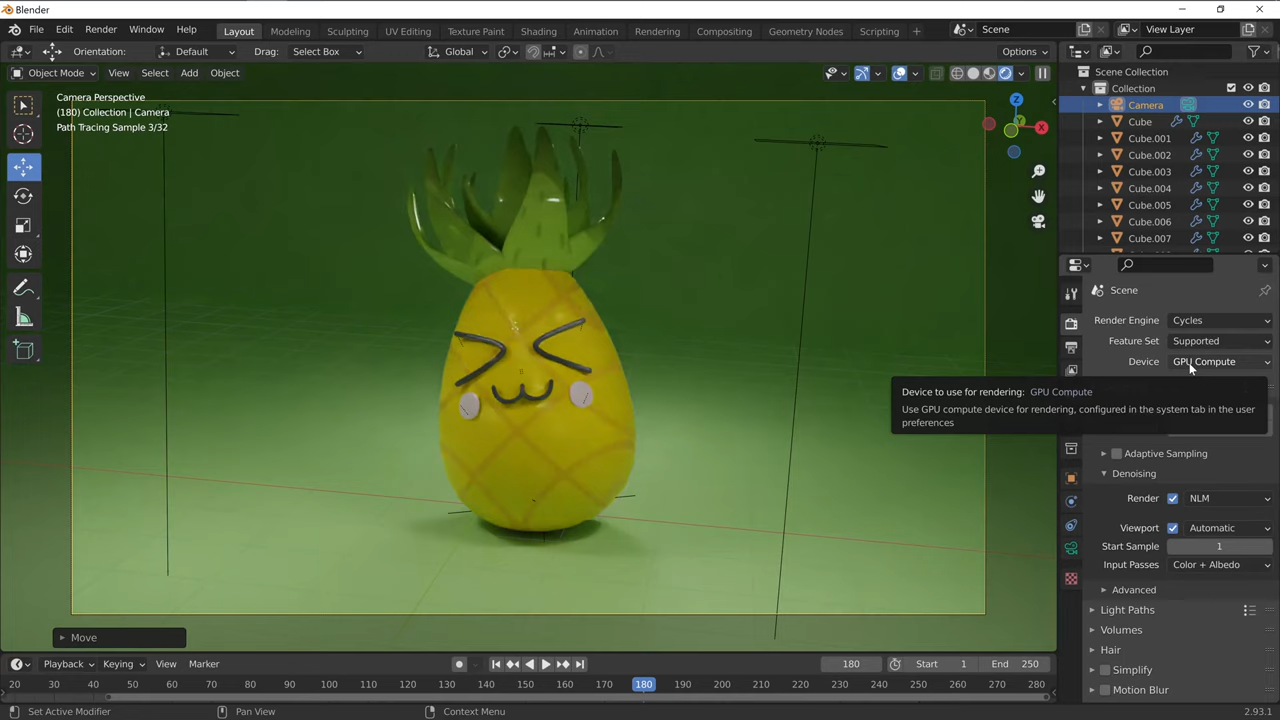 Blender
File Edit Render Window Help
Layout Modeling Sculpting UV Editing Texture Paint Shading Animation Rendering Compositing Geometry Nodes Scripting +
Scene
View Layer
Orientation: Default Drag: Select Box Global Options
Object Mode View Select Add Object
Camera Perspective
(180) Collection | Camera
Path Tracing Sample 3/32
Z
X
Y
Move
Scene Collection
Collection
Camera
Cube
Cube.001
Cube.002
Cube.003
Cube.004
Cube.005
Cube.006
Cube.007
Scene
Render Engine Cycles
Feature Set Supported
Device GPU Compute
Device to use for rendering: GPU Compute
Use GPU compute device for rendering, configured in the system tab in the user
preferences
Adaptive Sampling
Denoising
Render NLM
Viewport Automatic
Start Sample 1
Input Passes Color + Albedo
Advanced
Light Paths
Volumes
Hair
Simplify
Motion Blur
Playback Keying View Marker 180 Start 1 End 250
20 40 50 60 70 80 90 100 110 120 130 140 150 160 170 180 190 200 210 220 230 240 250 260 270 280
Set Active Modifier Pan View Context Menu 2.93.1